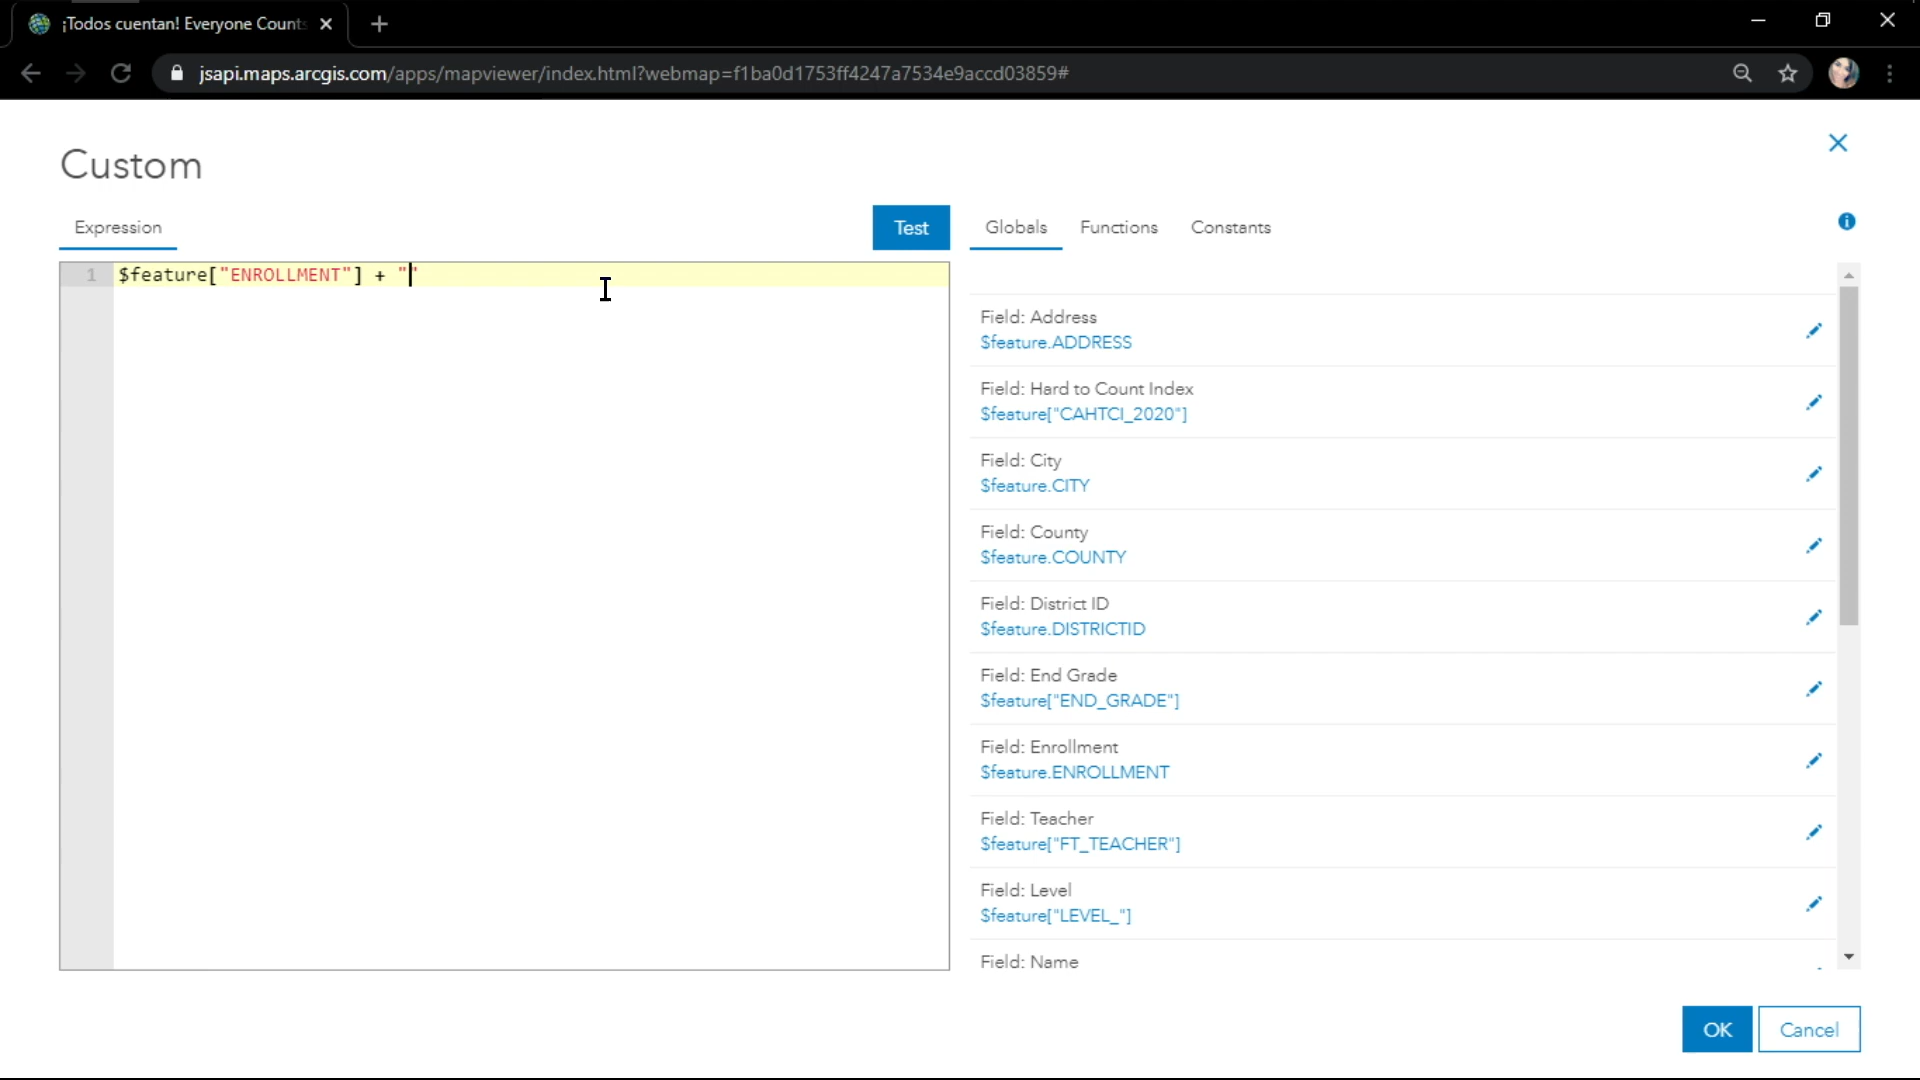 ¡Todos cuentan! Everyone Counts
jsapi.maps.arcgis.com/apps/mapviewer/index.html?webmap=f1ba0d1753ff4247a7534e9accd03859#
Custom
Expression
Test
Globals
Functions
Constants
1
$feature["ENROLLMENT"] + ""
Field: Address
$feature.ADDRESS
Field: Hard to Count Index
$feature["CAHTCI_2020"]
Field: City
$feature.CITY
Field: County
$feature.COUNTY
Field: District ID
$feature.DISTRICTID
Field: End Grade
$feature["END_GRADE"]
Field: Enrollment
$feature.ENROLLMENT
Field: Teacher
$feature["FT_TEACHER"]
Field: Level
$feature["LEVEL_"]
Field: Name
OK
Cancel